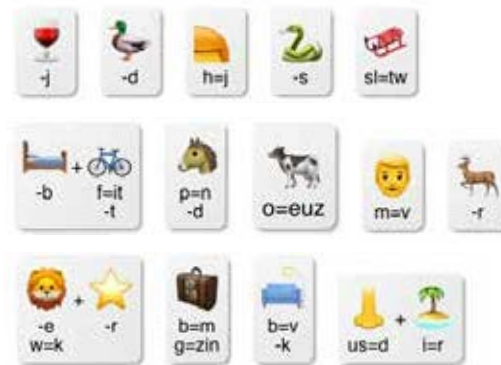 -j -d h=j -s sl=tw
+
-b f=it p=n o=euz m=v -r
-t -d
+
-e -r b=m b=v +
w=k g=zin -k us=d i=r